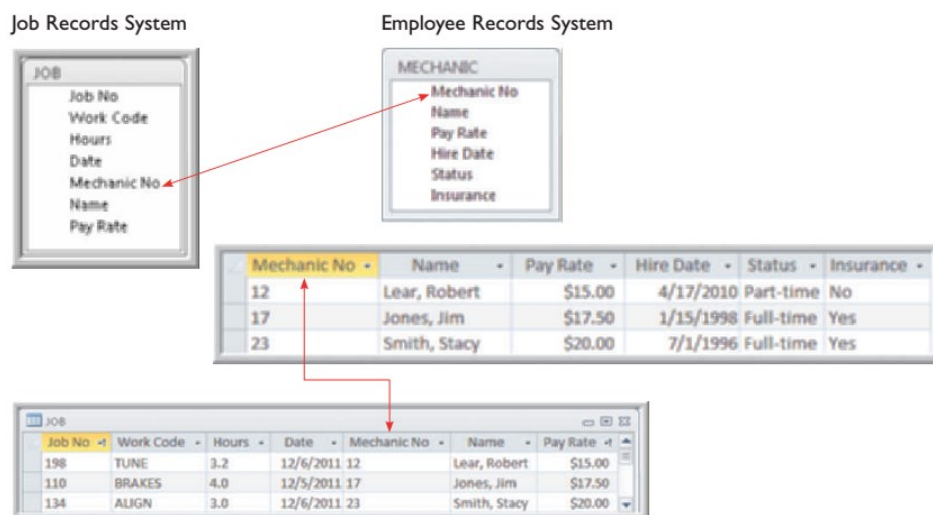 Job Records System Employee Records System
JOB
Job No
Work Code
Hours
Date
Mechanic No
Name
Pay Rate
MECHANIC
Mechanic No
Name
Pay Rate
Hire Date
Status
Insurance
Mechanic No Name Pay Rate Hire Date Status Insurance
12 Lear, Robert $15.00 4/17/2010 Part-time No
17 Jones, Jim $17.50 1/15/1998 Full-time Yes
23 Smith, Stacy $20.00 7/1/1996 Full-time Yes
JOB
Job No Work Code Hours Date Mechanic No Name Pay Rate
198 TUNE 3.2 12/6/2011 12 Lear, Robert $15.00
110 BRAKES 4.0 12/5/2011 17 Jones, Jim $17.50
134 ALIGN 3.0 12/6/2011 23 Smith, Stacy $20.00